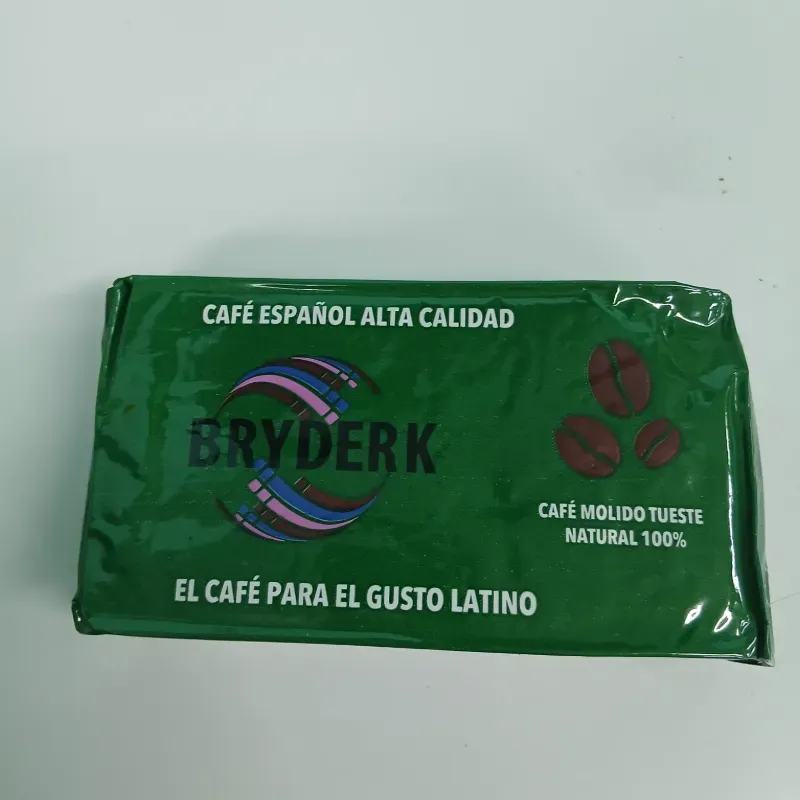 CAFÉ ESPAÑOL ALTA CALIDAD
BRYDERK
CAFÉ MOLIDO TUESTE
NATURAL 100%
EL CAFÉ PARA EL GUSTO LATINO